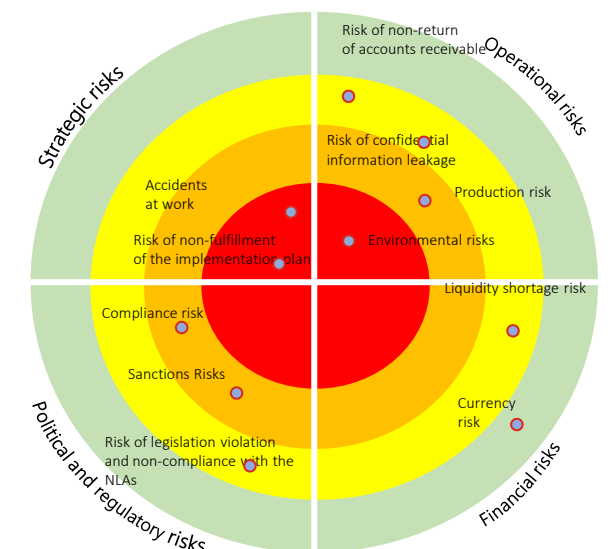 Risk of non-return
of accounts receivable
Operational risks
Strategic risks
Risk of confidential
information leakage
Accidents
at work
Production risk
Risk of non-fulfillment
of the implementation plan
Environmental risks
Liquidity shortage risk
Compliance risk
Sanctions Risks
Currency
risk
Political and regulatory risks
Risk of legislation violation
and non-compliance with the
NLAs
Financial risks